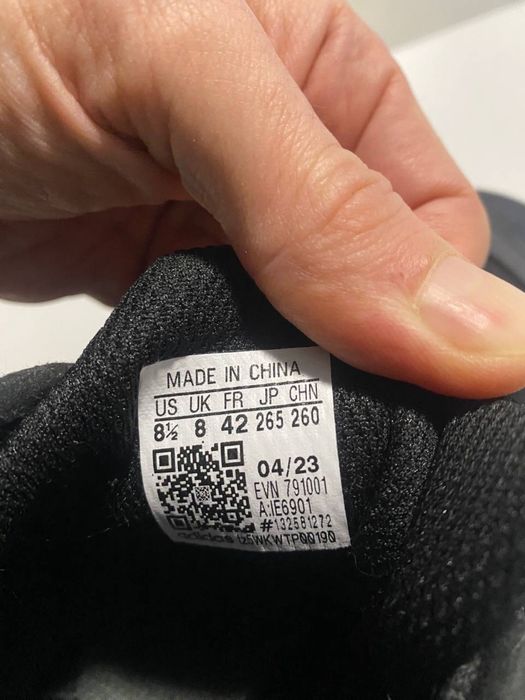 MADE IN CHINA
US UK FR JP CHN
8½ 8 42 265 260
04/23
EVN 791001
A:IE6901
#132581272
adidas 1z5WKWTP00190